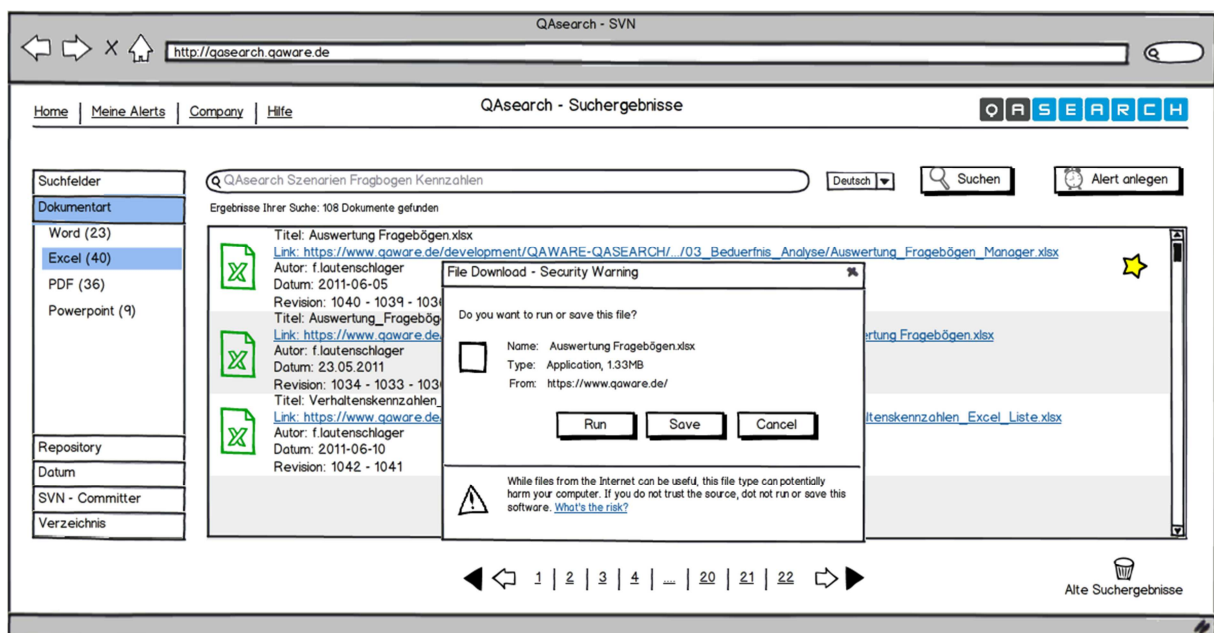 QAsearch - SVN
http://qasearch.qaware.de
Home | Meine Alerts | Company | Hilfe
QAsearch - Suchergebnisse
QASEARCH
Suchfelder
Dokumentart
Word (23)
Excel (40)
PDF (36)
Powerpoint (9)
Repository
Datum
SVN - Committer
Verzeichnis
QAsearch Szenarien Fragbogen Kennzahlen
Deutsch
Suchen
Alert anlegen
Ergebnisse Ihrer Suche: 108 Dokumente gefunden
Titel: Auswertung Fragebögen.xlsx
Link: https://www.qaware.de/development/QAWARE-QASEARCH/.../03_Beduerfnis_Analyse/Auswertung_Fragebögen_Manager.xlsx
Autor: f.lautenschlager
Datum: 2011-06-05
Revision: 1040 - 1039 - 1036
Titel: Auswertung_Fragebög
Link: https://www.qaware.de rtung Fragebögen.xlsx
Autor: f.lautenschlager
Datum: 23.05.2011
Revision: 1034 - 1033 - 103
Titel: Verhaltenskennzahlen_
Link: https://www.qaware.de ltenskennzahlen_Excel_Liste.xlsx
Autor: f.lautenschlager
Datum: 2011-06-10
Revision: 1042 - 1041
File Download - Security Warning
Do you want to run or save this file?
Name: Auswertung Fragebögen.xlsx
Type: Application, 1.33MB
From: https://www.qaware.de/
Run
Save
Cancel
While files from the Internet can be useful, this file type can potentially
harm your computer. If you do not trust the source, dot not run or save this
software. What's the risk?
1 | 2 | 3 | 4 | .... | 20 | 21 | 22
Alte Suchergebnisse